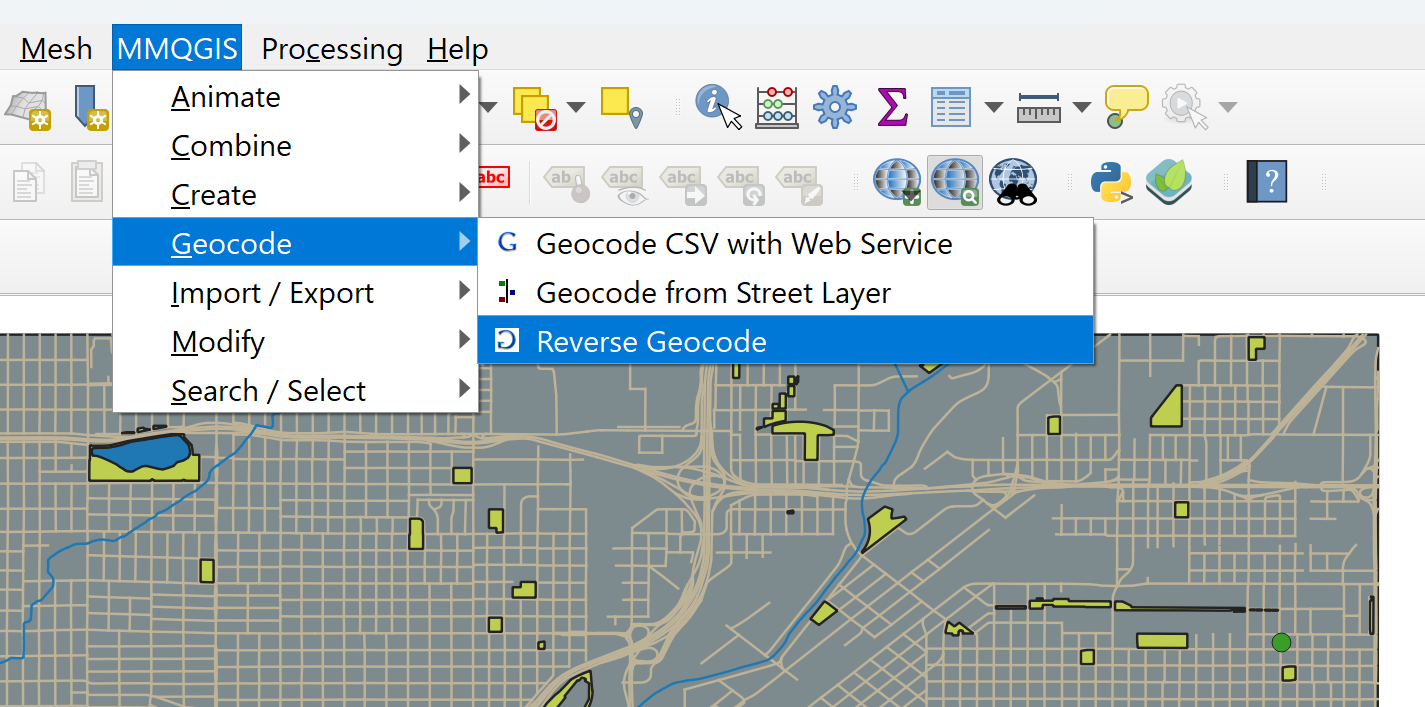 Mesh MMQGIS Processing Help
Animate
Combine
Create
Geocode
Import / Export
Modify
Search / Select
abc ab abc abc abc abc
G Geocode CSV with Web Service
Geocode from Street Layer
Reverse Geocode